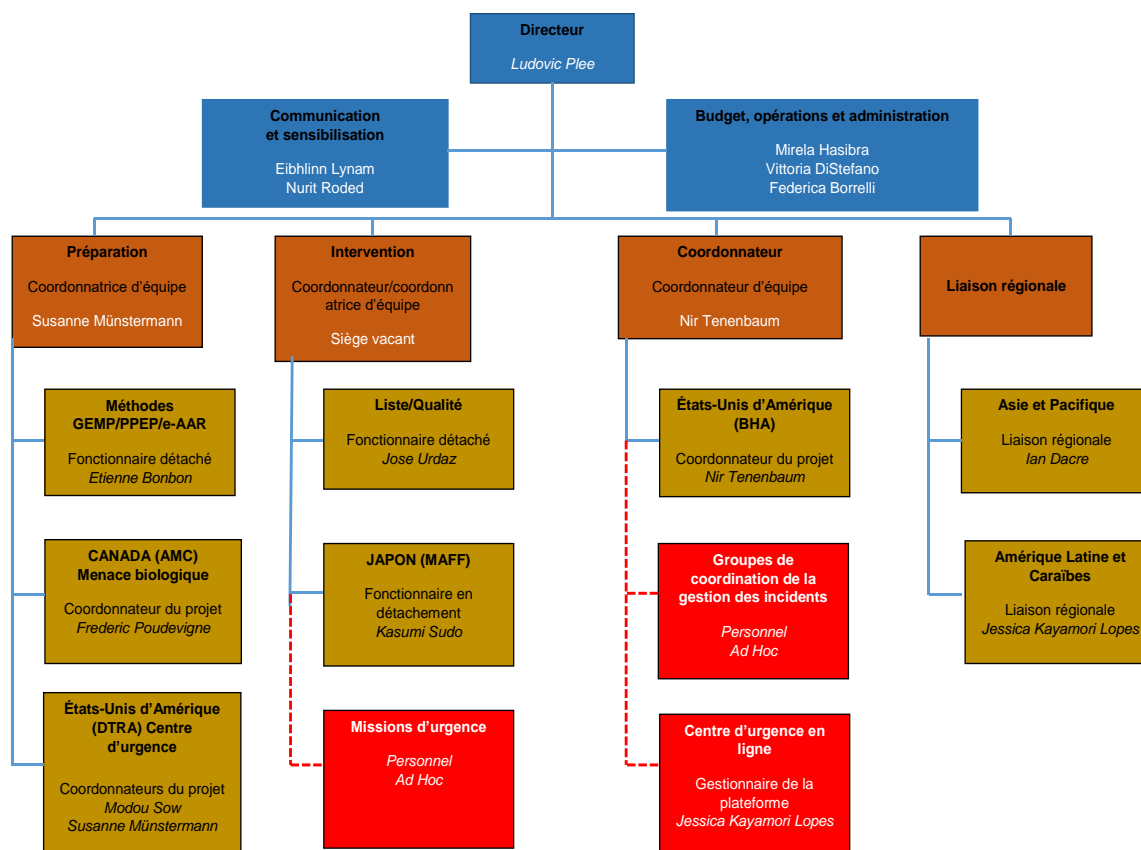 Directeur
Ludovic Plee
Communication
et sensibilisation
Eibhlinn Lynam
Nurit Roded
Budget, opérations et administration
Mirela Hasibra
Vittoria DiStefano
Federica Borrelli
Préparation
Coordonnatrice d'équipe
Susanne Münstermann
Intervention
Coordonnateur/coordonn
atrice d'équipe
Siège vacant
Coordonnateur
Coordonnateur d'équipe
Nir Tenenbaum
Liaison régionale
Méthodes
GEMP/PPEP/e-AAR
Fonctionnaire détaché
Etienne Bonbon
Liste/Qualité
Fonctionnaire détaché
Jose Urdaz
États-Unis d'Amérique
(BHA)
Coordonnateur du projet
Nir Tenenbaum
Asie et Pacifique
Liaison régionale
Ian Dacre
CANADA (AMC)
Menace biologique
Coordonnateur du projet
Frederic Poudevigne
JAPON (MAFF)
Fonctionnaire en
détachement
Kasumi Sudo
Groupes de
coordination de la
gestion des incidents
Personnel
Ad Hoc
Amérique Latine et
Caraïbes
Liaison régionale
Jessica Kayamori Lopes
États-Unis d'Amérique
(DTRA) Centre
d'urgence
Coordonnateurs du projet
Modou Sow
Susanne Münstermann
Missions d'urgence
Personnel
Ad Hoc
Centre d'urgence en
ligne
Gestionnaire de la
plateforme
Jessica Kayamori Lopes